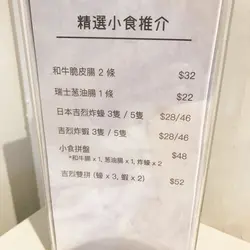 精選小食推介
和牛脆皮腸 2 條 $32
瑞士葱油腸 1 條 $22
日本吉烈炸蠔 3隻 / 5隻 $28/46
吉烈炸蝦 3隻 / 5隻 $28/46
小食拼盤 $48
*和牛腸 x 1, 葱油腸 x 1, 炸蠔 x 2
吉烈雙拼 (蠔 x 3, 蝦 x 2) $52